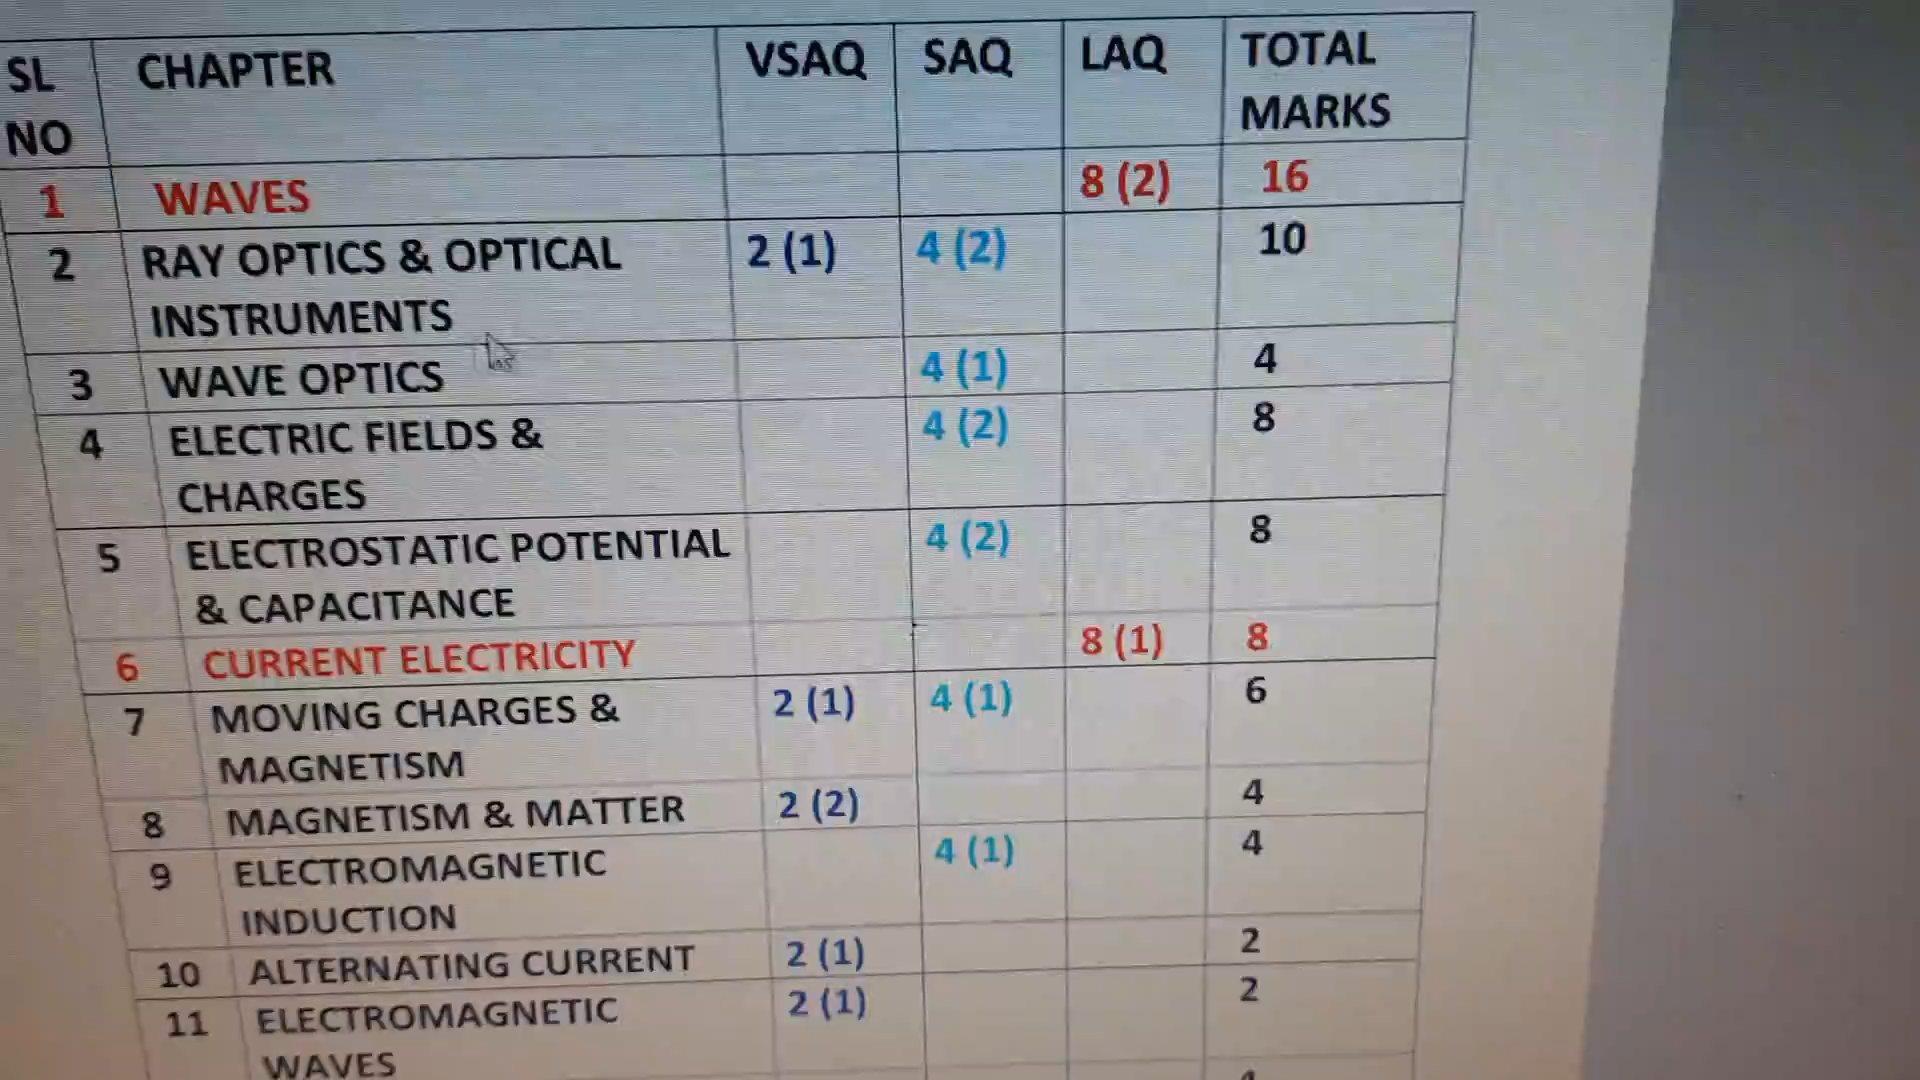 SL NO CHAPTER VSAQ SAQ LAQ TOTAL MARKS
1 WAVES 8 (2) 16
2 RAY OPTICS & OPTICAL 2 (1) 4 (2) 10
INSTRUMENTS
3 WAVE OPTICS 4 (1) 4
4 ELECTRIC FIELDS & 4 (2) 8
CHARGES
5 ELECTROSTATIC POTENTIAL 4 (2) 8
& CAPACITANCE
6 CURRENT ELECTRICITY 8 (1) 8
7 MOVING CHARGES & 2 (1) 4 (1) 6
MAGNETISM
8 MAGNETISM & MATTER 2 (2) 4
9 ELECTROMAGNETIC 4 (1) 4
INDUCTION
10 ALTERNATING CURRENT 2 (1) 2
11 ELECTROMAGNETIC 2 (1) 2
WAVES